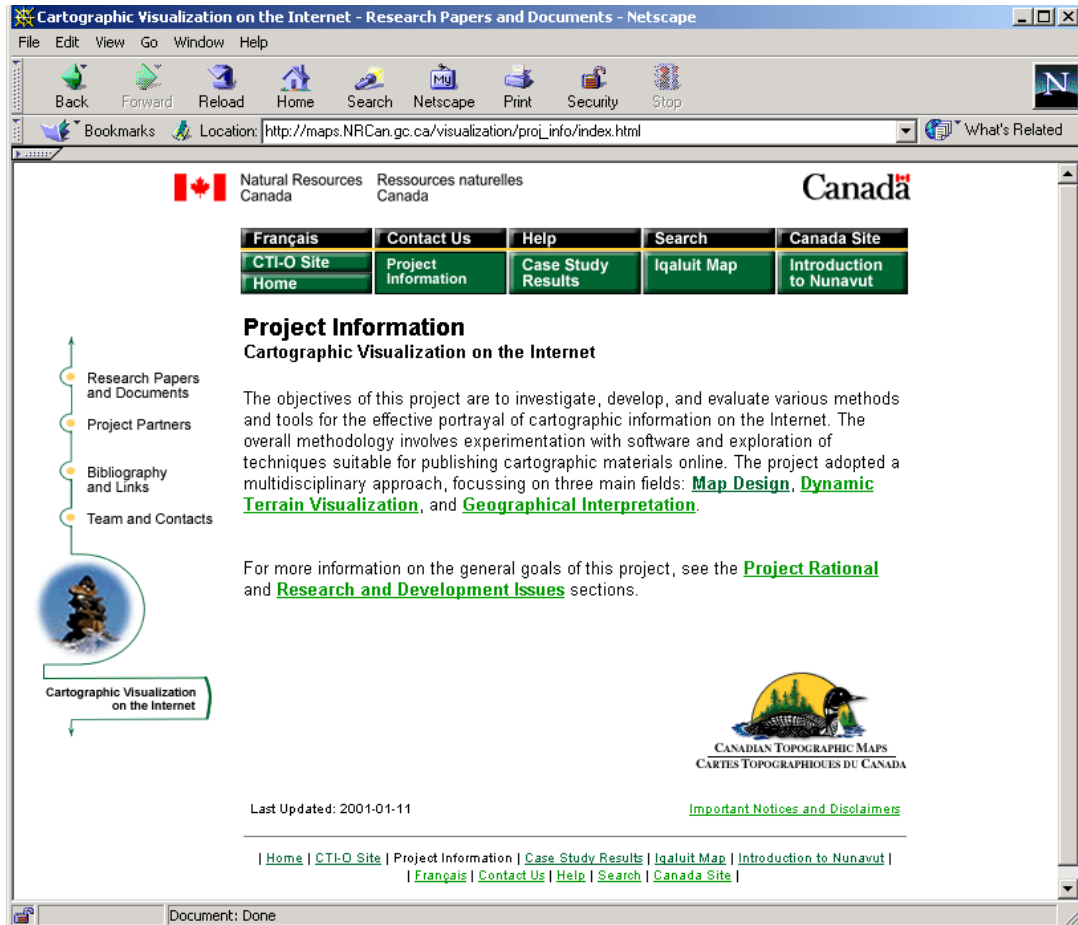 Cartographic Visualization on the Internet - Research Papers and Documents - Netscape
File Edit View Go Window Help
My
N
Back Forward Reload Home Search Netscape Print Security Stop
Bookmarks Location: http://maps.NRCan.gc.ca/visualization/proj_info/index.html What's Related
Natural Resources Ressources naturelles
Canada Canada
Canada
Français Contact Us Help Search Canada Site
CTI-O Site
Home
Project
Information
Case Study
Results
Iqaluit Map
Introduction
to Nunavut
Project Information
Cartographic Visualization on the Internet
Research Papers
and Documents
Project Partners
Bibliography
and Links
Team and Contacts
Cartographic Visualization
on the Internet
The objectives of this project are to investigate, develop, and evaluate various methods
and tools for the effective portrayal of cartographic information on the Internet. The
overall methodology involves experimentation with software and exploration of
techniques suitable for publishing cartographic materials online. The project adopted a
multidisciplinary approach, focussing on three main fields: Map Design, Dynamic
Terrain Visualization, and Geographical Interpretation.
For more information on the general goals of this project, see the Project Rational
and Research and Development Issues sections.
CANADIAN TOPOGRAPHIC MAPS
CARTES TOPOGRAPHIQUES DU CANADA
Last Updated: 2001-01-11 Important Notices and Disclaimers
| Home | CTI-O Site | Project Information | Case Study Results | Iqaluit Map | Introduction to Nunavut |
| Français | Contact Us | Help | Search | Canada Site |
Document: Done